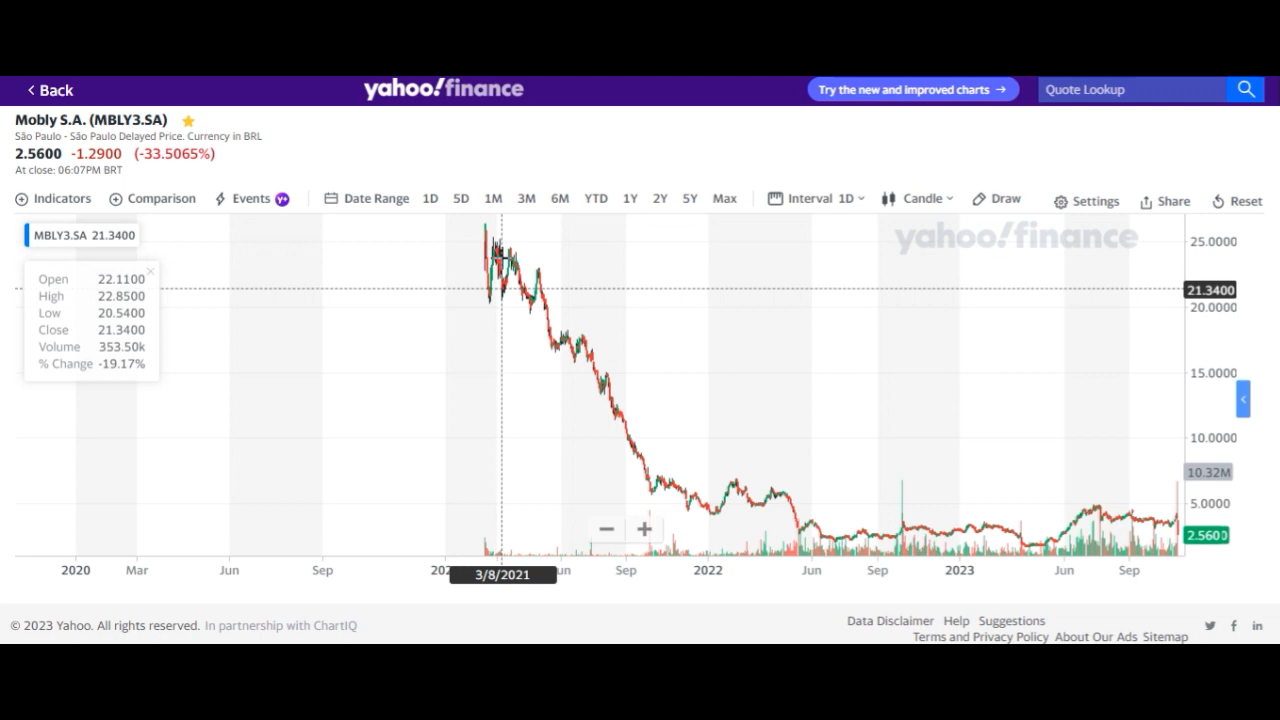 < Back
yahoo!finance
Try the new and improved charts →
Quote Lookup
Mobly S.A. (MBLY3.SA)
São Paulo - São Paulo Delayed Price. Currency in BRL
2.5600 -1.2900 (-33.5065%)
At close: 06:07PM BRT
Indicators Comparison Events Y+ Date Range 1D 5D 1M 3M 6M YTD 1Y 2Y 5Y Max Interval 1D Candle Draw Settings Share Reset
MBLY3.SA 21.3400
yahoo!finance
Open 22.1100
High 22.8500
Low 20.5400
Close 21.3400
Volume 353.50k
% Change -19.17%
25.0000
21.3400
20.0000
15.0000
10.0000
10.32M
5.0000
2.5600
2020 Mar Jun Sep 202 un Sep 2022 Jun Sep 2023 Jun Sep
3/8/2021
© 2023 Yahoo. All rights reserved. In partnership with ChartIQ
Data Disclaimer Help Suggestions
Terms and Privacy Policy About Our Ads Sitemap